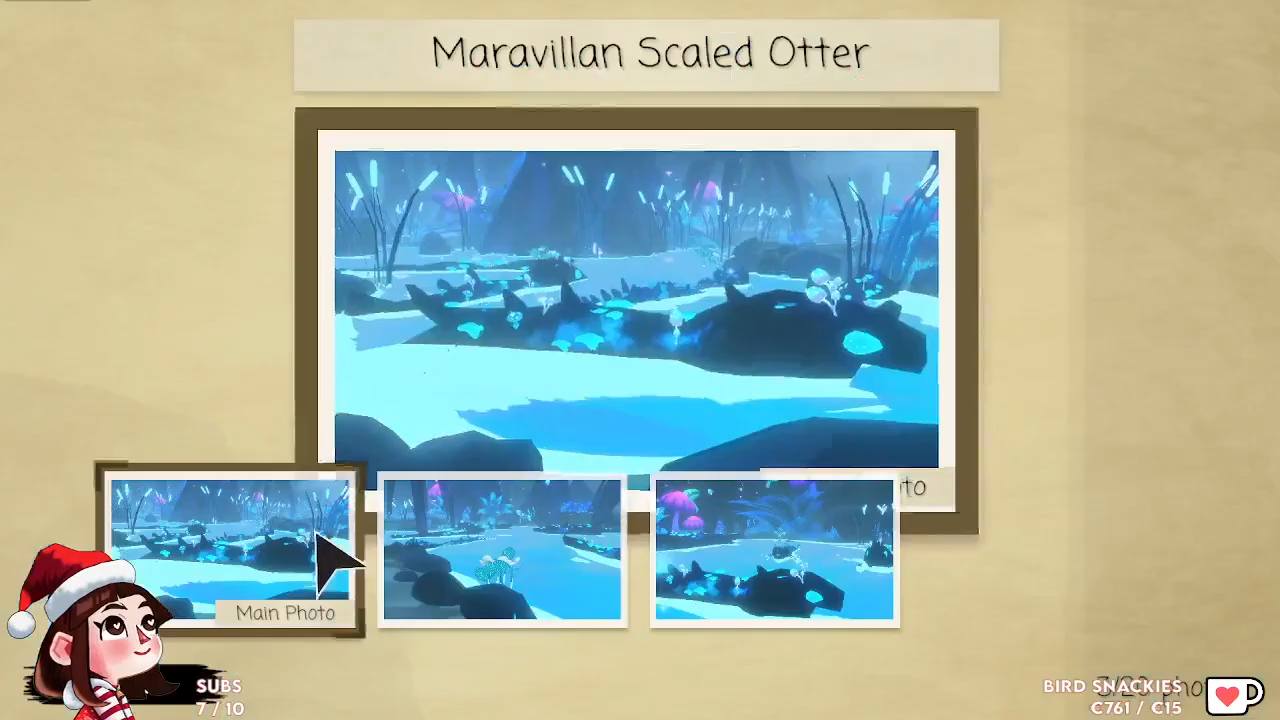 Maravillan Scaled Otter
Main Photo
SUBS
7 / 10
BIRD SNACKIES
C761 / C15